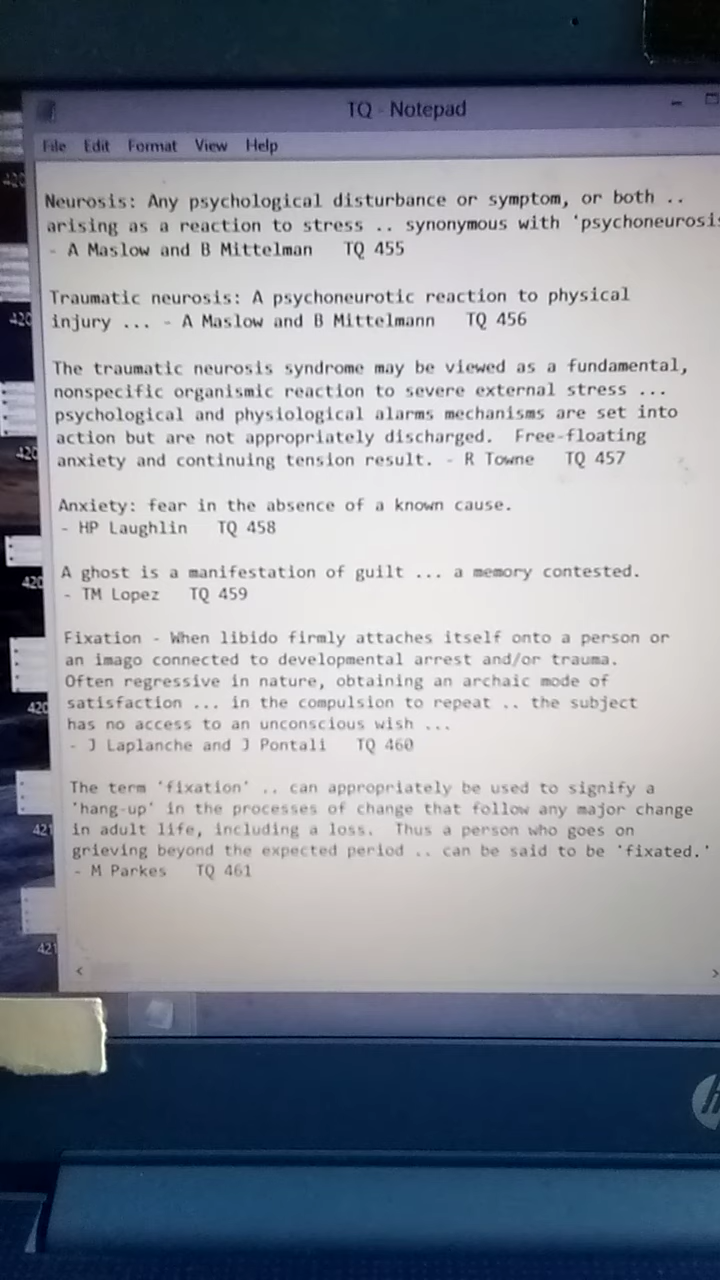 TQ - Notepad
File Edit Format View Help
Neurosis: Any psychological disturbance or symptom, or both ..
arising as a reaction to stress .. synonymous with 'psychoneurosis
- A Maslow and B Mittelman TQ 455
Traumatic neurosis: A psychoneurotic reaction to physical
injury ... - A Maslow and B Mittelmann TQ 456
The traumatic neurosis syndrome may be viewed as a fundamental,
nonspecific organismic reaction to severe external stress ...
psychological and physiological alarms mechanisms are set into
action but are not appropriately discharged. Free-floating
anxiety and continuing tension result. - R Towne TQ 457
Anxiety: fear in the absence of a known cause.
- HP Laughlin TQ 458
A ghost is a manifestation of guilt ... a memory contested.
- TM Lopez TQ 459
Fixation - When libido firmly attaches itself onto a person or
an imago connected to developmental arrest and/or trauma.
Often regressive in nature, obtaining an archaic mode of
satisfaction ... in the compulsion to repeat .. the subject
has no access to an unconscious wish ...
- J Laplanche and J Pontali TQ 460
The term 'fixation' .. can appropriately be used to signify a
'hang-up' in the processes of change that follow any major change
in adult life, including a loss. Thus a person who goes on
grieving beyond the expected period .. can be said to be 'fixated.'
- M Parkes TQ 461
420
420
420
420
420
421
421
hp